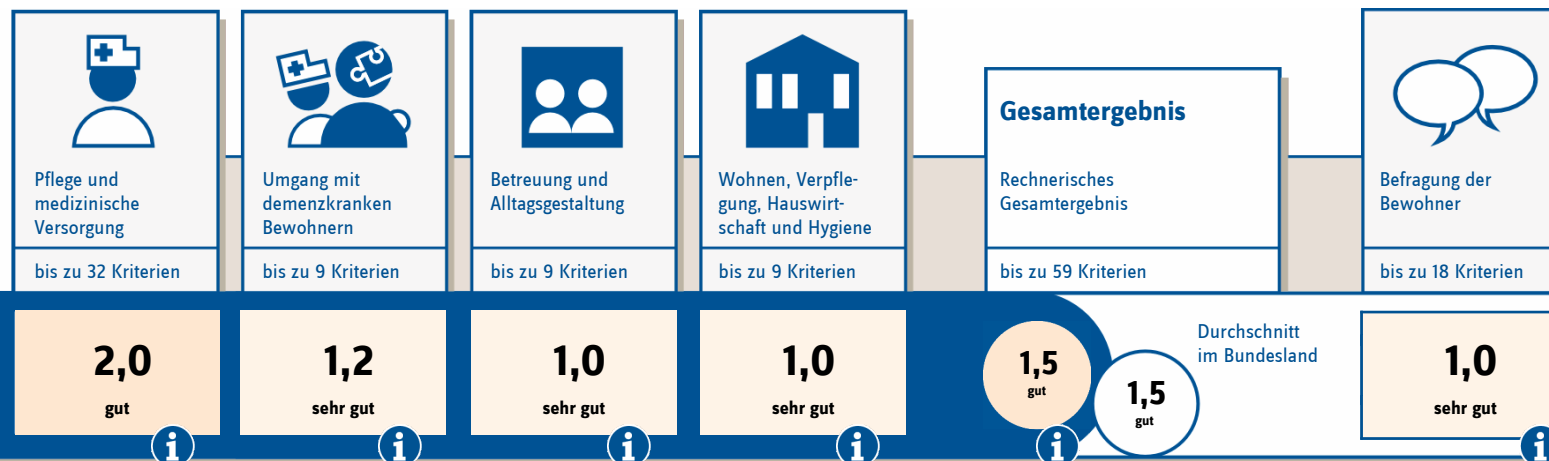 Pflege und
medizinische
Versorgung
bis zu 32 Kriterien
2,0
gut
Umgang mit
demenzkranken
Bewohnern
bis zu 9 Kriterien
1,2
sehr gut
Betreuung und
Alltagsgestaltung
bis zu 9 Kriterien
1,0
sehr gut
Wohnen, Verpfle-
gung, Hauswirt-
schaft und Hygiene
bis zu 9 Kriterien
1,0
sehr gut
Gesamtergebnis
Rechnerisches
Gesamtergebnis
bis zu 59 Kriterien
1,5
gut
1,5
gut
Durchschnitt
im Bundesland
Befragung der
Bewohner
bis zu 18 Kriterien
1,0
sehr gut